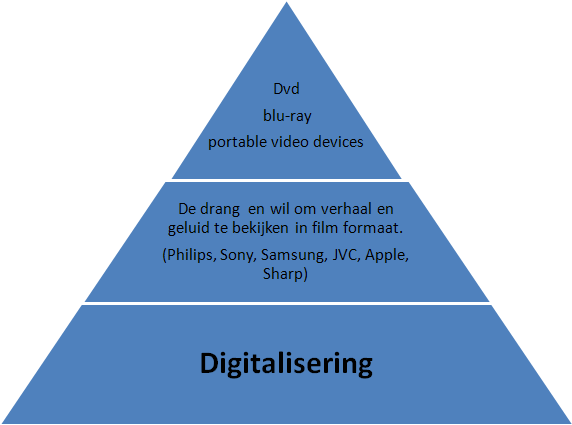 Dvd
blu-ray
portable video devices
De drang en wil om verhaal en
geluid te bekijken in film formaat.
(Philips, Sony, Samsung, JVC, Apple,
Sharp)
Digitalisering